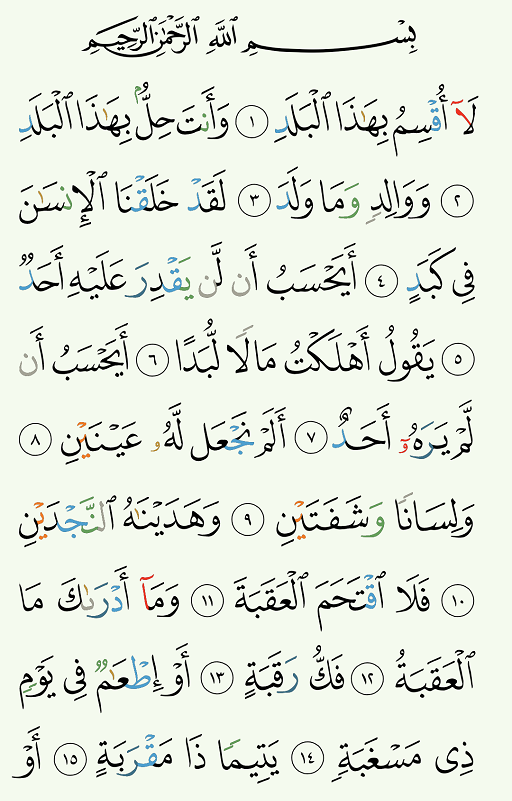 بِسْمِ ٱللَّهِ ٱلرَّحْمَٰنِ ٱلرَّحِيمِ
لَآ أُقْسِمُ بِهَٰذَا ٱلْبَلَدِ ١ وَأَنتَ حِلٌّۢ بِهَٰذَا ٱلْبَلَدِ
٢ وَوَالِدٍ وَمَا وَلَدَ ٣ لَقَدْ خَلَقْنَا ٱلْإِنسَٰنَ
فِى كَبَدٍ ٤ أَيَحْسَبُ أَن لَّن يَقْدِرَ عَلَيْهِ أَحَدٌ
٥ يَقُولُ أَهْلَكْتُ مَالًا لُّبَدًا ٦ أَيَحْسَبُ أَن
لَّمْ يَرَهُۥٓ أَحَدٌ ٧ أَلَمْ نَجْعَل لَّهُۥ عَيْنَيْنِ ٨
وَلِسَانًا وَشَفَتَيْنِ ٩ وَهَدَيْنَٰهُ ٱلنَّجْدَيْنِ
١٠ فَلَا ٱقْتَحَمَ ٱلْعَقَبَةَ ١١ وَمَآ أَدْرَىٰكَ مَا
ٱلْعَقَبَةُ ١٢ فَكُّ رَقَبَةٍ ١٣ أَوْ إِطْعَٰمٌ فِى يَوْمٍ
ذِى مَسْغَبَةٍ ١٤ يَتِيمًا ذَا مَقْرَبَةٍ ١٥ أَوْ